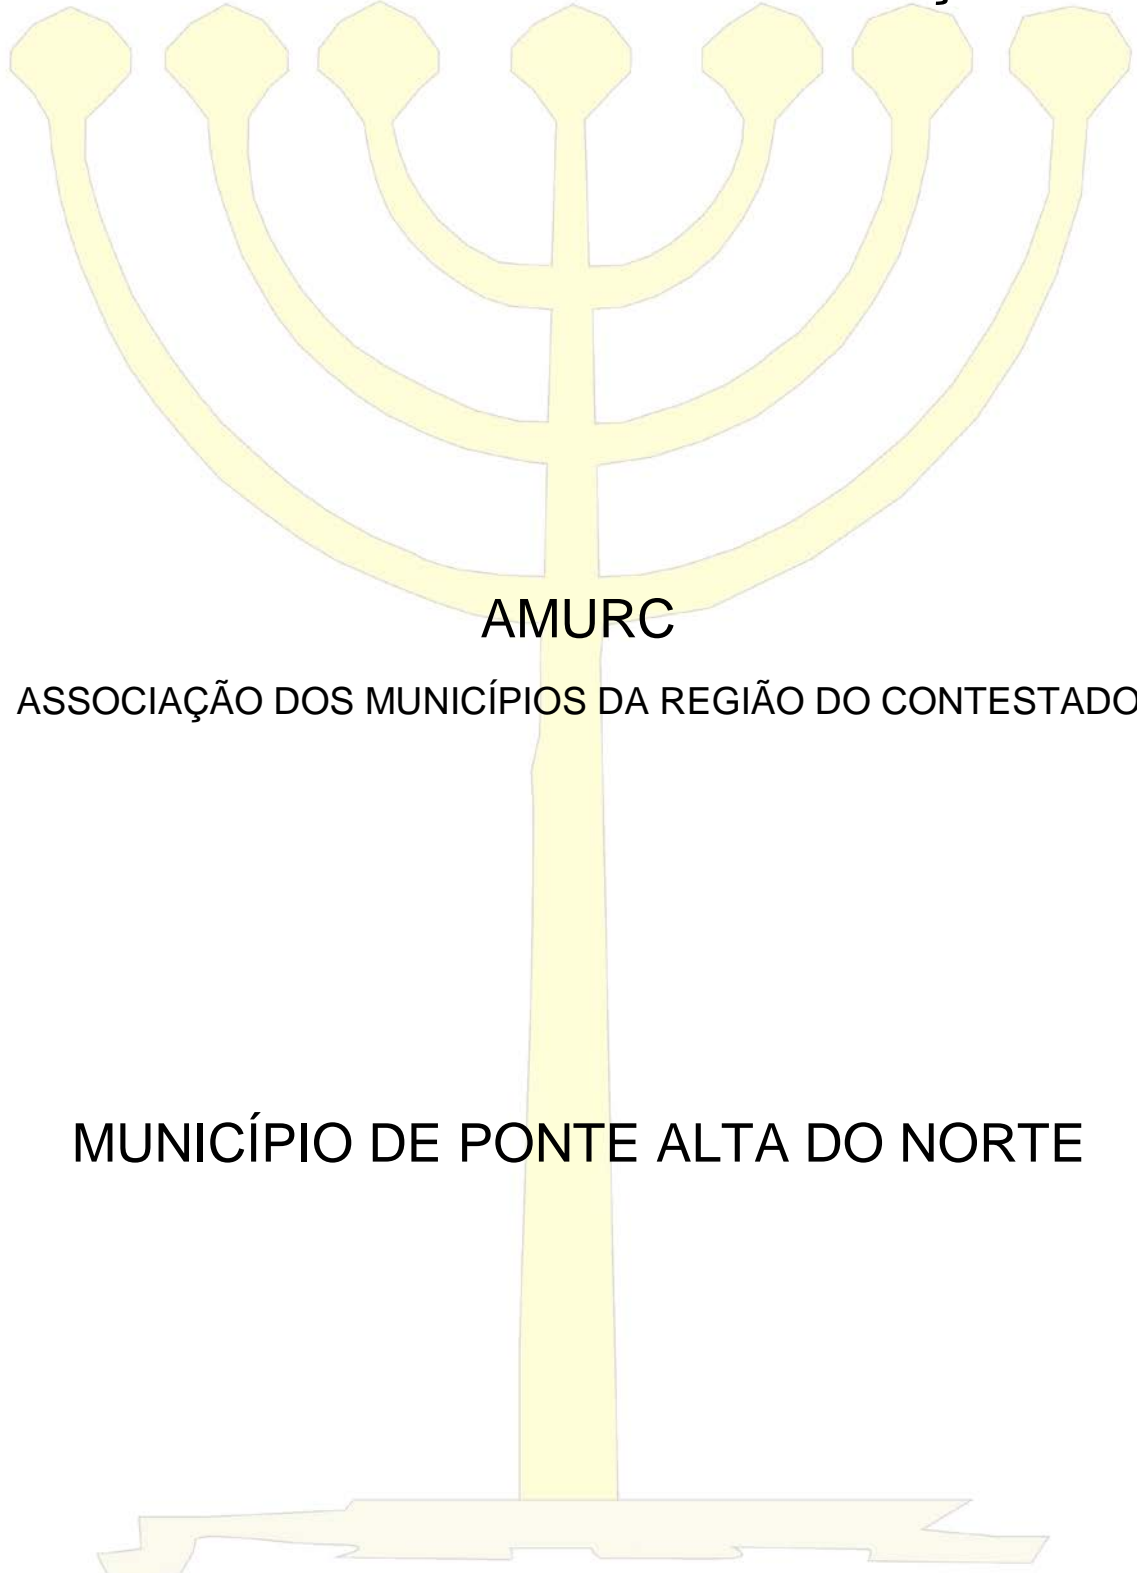 AMURC
ASSOCIAÇÃO DOS MUNICÍPIOS DA REGIÃO DO CONTESTADO
MUNICÍPIO DE PONTE ALTA DO NORTE